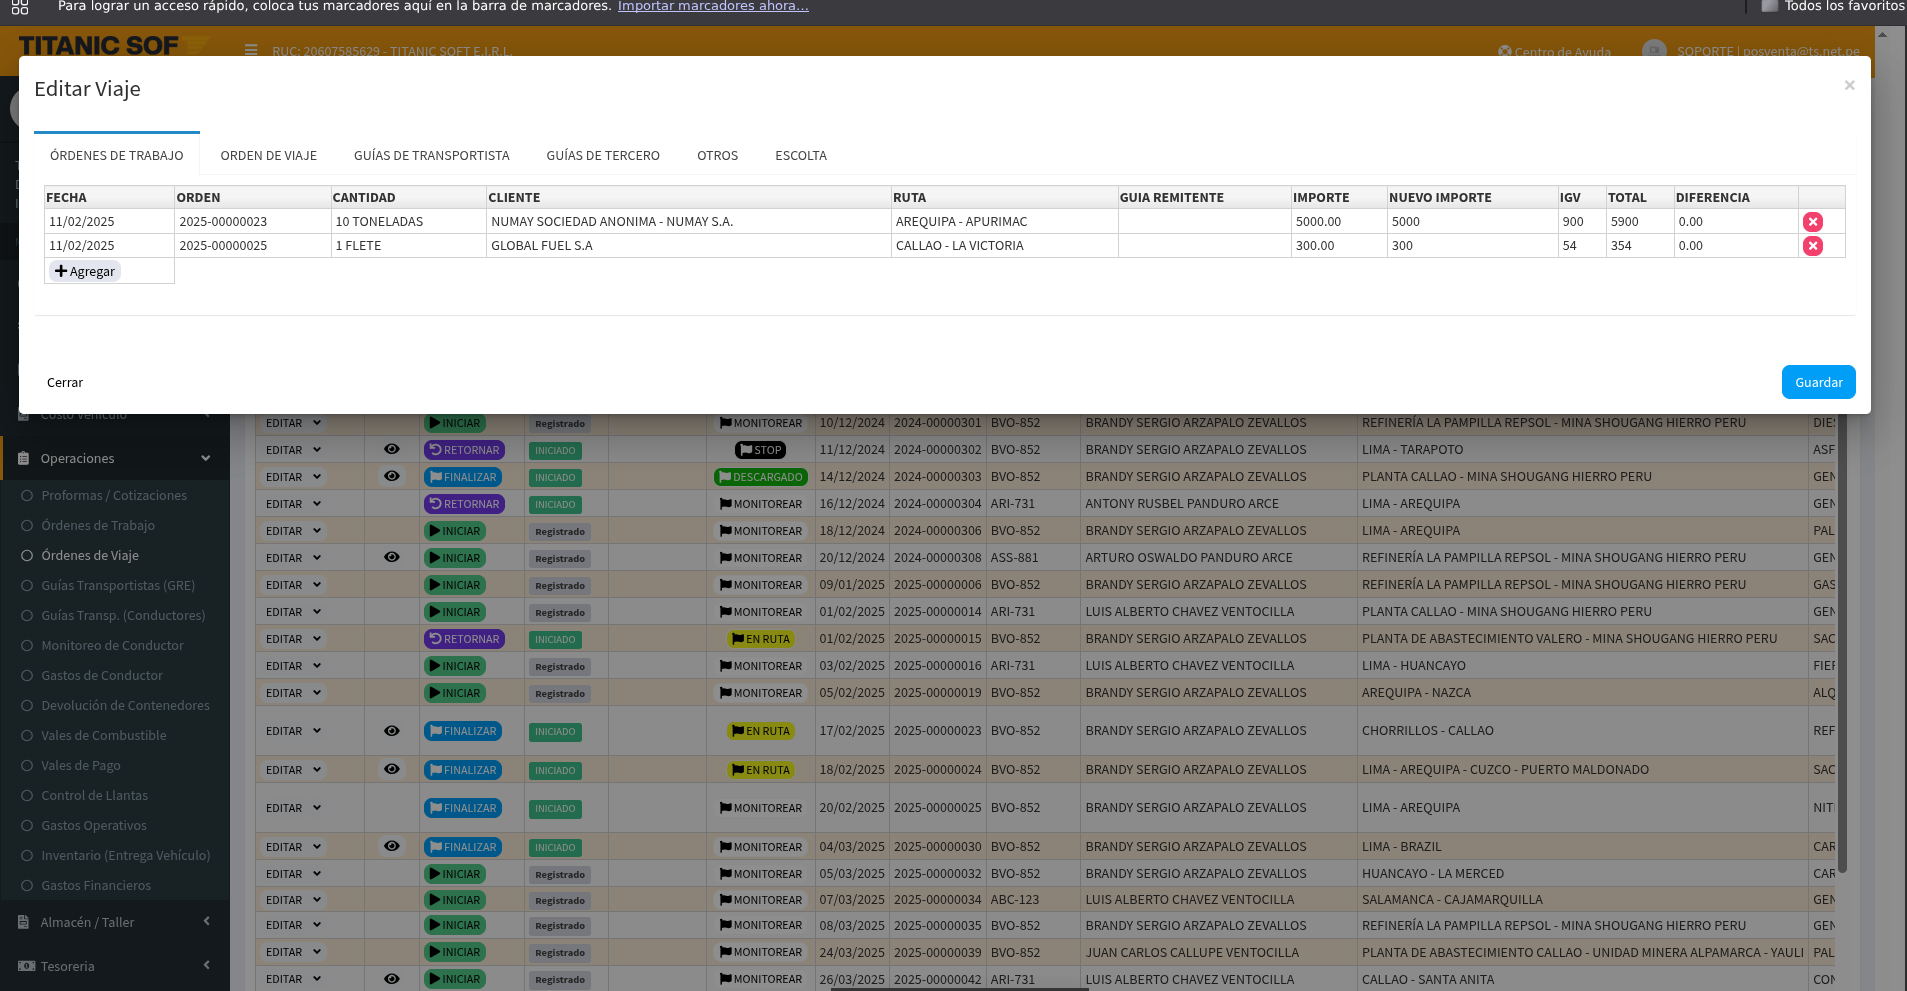 Para lograr un acceso rápido, coloca tus marcadores aquí en la barra de marcadores. Importar marcadores ahora... Todos los favoritos
TITANIC SOF RUC: 20607585629 - TITANIC SOFT E.I.R.L. Centro de Ayuda SOPORTE | posventa@ts.net.pe
Editar Viaje ×
ÓRDENES DE TRABAJO ORDEN DE VIAJE GUÍAS DE TRANSPORTISTA GUÍAS DE TERCERO OTROS ESCOLTA
FECHA ORDEN CANTIDAD CLIENTE RUTA GUIA REMITENTE IMPORTE NUEVO IMPORTE IGV TOTAL DIFERENCIA
11/02/2025 2025-00000023 10 TONELADAS NUMAY SOCIEDAD ANONIMA - NUMAY S.A. AREQUIPA - APURIMAC 5000.00 5000 900 5900 0.00
11/02/2025 2025-00000025 1 FLETE GLOBAL FUEL S.A CALLAO - LA VICTORIA 300.00 300 54 354 0.00
Agregar
Cerrar Guardar
Costo Vehículo
Operaciones
Proformas / Cotizaciones
Órdenes de Trabajo
Órdenes de Viaje
Guías Transportistas (GRE)
Guías Transp. (Conductores)
Monitoreo de Conductor
Gastos de Conductor
Devolución de Contenedores
Vales de Combustible
Vales de Pago
Control de Llantas
Gastos Operativos
Inventario (Entrega Vehículo)
Gastos Financieros
Almacén / Taller
Tesoreria
EDITAR INICIAR Registrado MONITOREAR 10/12/2024 2024-00000301 BVO-852 BRANDY SERGIO ARZAPALO ZEVALLOS REFINERÍA LA PAMPILLA REPSOL - MINA SHOUGANG HIERRO PERU DIE
EDITAR RETORNAR INICIADO STOP 11/12/2024 2024-00000302 BVO-852 BRANDY SERGIO ARZAPALO ZEVALLOS LIMA - TARAPOTO ASF
EDITAR FINALIZAR INICIADO DESCARGADO 14/12/2024 2024-00000303 BVO-852 BRANDY SERGIO ARZAPALO ZEVALLOS PLANTA CALLAO - MINA SHOUGANG HIERRO PERU GEN
EDITAR RETORNAR INICIADO MONITOREAR 16/12/2024 2024-00000304 ARI-731 ANTONY RUSBEL PANDURO ARCE LIMA - AREQUIPA GEN
EDITAR INICIAR Registrado MONITOREAR 18/12/2024 2024-00000306 BVO-852 BRANDY SERGIO ARZAPALO ZEVALLOS LIMA - AREQUIPA PAL
EDITAR INICIAR Registrado MONITOREAR 20/12/2024 2024-00000308 ASS-881 ARTURO OSWALDO PANDURO ARCE REFINERÍA LA PAMPILLA REPSOL - MINA SHOUGANG HIERRO PERU GEN
EDITAR INICIAR Registrado MONITOREAR 09/01/2025 2025-00000006 BVO-852 BRANDY SERGIO ARZAPALO ZEVALLOS REFINERÍA LA PAMPILLA REPSOL - MINA SHOUGANG HIERRO PERU GAS
EDITAR INICIAR Registrado MONITOREAR 01/02/2025 2025-00000014 ARI-731 LUIS ALBERTO CHAVEZ VENTOCILLA PLANTA CALLAO - MINA SHOUGANG HIERRO PERU GEN
EDITAR RETORNAR INICIADO EN RUTA 01/02/2025 2025-00000015 BVO-852 BRANDY SERGIO ARZAPALO ZEVALLOS PLANTA DE ABASTECIMIENTO VALERO - MINA SHOUGANG HIERRO PERU SAC
EDITAR INICIAR Registrado MONITOREAR 03/02/2025 2025-00000016 ARI-731 LUIS ALBERTO CHAVEZ VENTOCILLA LIMA - HUANCAYO FIEF
EDITAR INICIAR Registrado MONITOREAR 05/02/2025 2025-00000019 BVO-852 BRANDY SERGIO ARZAPALO ZEVALLOS AREQUIPA - NAZCA ALQ
EDITAR FINALIZAR INICIADO EN RUTA 17/02/2025 2025-00000023 BVO-852 BRANDY SERGIO ARZAPALO ZEVALLOS CHORRILLOS - CALLAO REF
EDITAR FINALIZAR INICIADO EN RUTA 18/02/2025 2025-00000024 BVO-852 BRANDY SERGIO ARZAPALO ZEVALLOS LIMA - AREQUIPA - CUZCO - PUERTO MALDONADO SAC
EDITAR FINALIZAR INICIADO MONITOREAR 20/02/2025 2025-00000025 BVO-852 BRANDY SERGIO ARZAPALO ZEVALLOS LIMA - AREQUIPA NIT
EDITAR FINALIZAR INICIADO MONITOREAR 04/03/2025 2025-00000030 BVO-852 BRANDY SERGIO ARZAPALO ZEVALLOS LIMA - BRAZIL CAR
EDITAR INICIAR Registrado MONITOREAR 05/03/2025 2025-00000032 BVO-852 BRANDY SERGIO ARZAPALO ZEVALLOS HUANCAYO - LA MERCED CAR
EDITAR INICIAR Registrado MONITOREAR 07/03/2025 2025-00000034 ABC-123 LUIS ALBERTO CHAVEZ VENTOCILLA SALAMANCA - CAJAMARQUILLA GEN
EDITAR INICIAR Registrado MONITOREAR 08/03/2025 2025-00000035 BVO-852 BRANDY SERGIO ARZAPALO ZEVALLOS REFINERÍA LA PAMPILLA REPSOL - MINA SHOUGANG HIERRO PERU GEN
EDITAR INICIAR Registrado MONITOREAR 24/03/2025 2025-00000039 BVO-852 JUAN CARLOS CALLUPE VENTOCILLA PLANTA DE ABASTECIMIENTO CALLAO - UNIDAD MINERA ALPAMARCA - YAULI PAL
EDITAR INICIAR Registrado MONITOREAR 26/03/2025 2025-00000042 ARI-731 LUIS ALBERTO CHAVEZ VENTOCILLA CALLAO - SANTA ANITA CON